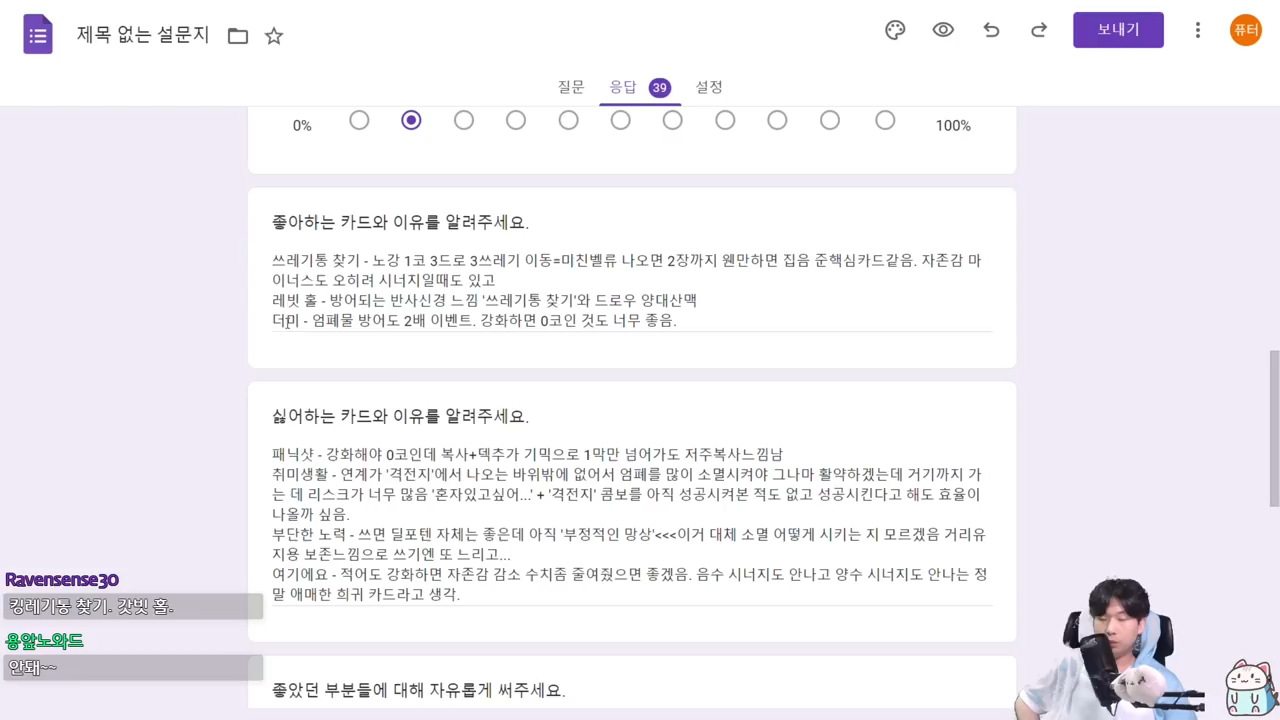 제목 없는 설문지
보내기
퓨터
질문
응답
39
설정
0%
100%
좋아하는 카드와 이유를 알려주세요.
쓰레기통 찾기 - 노강 1코 3드로 3쓰레기 이동=미친벨류 나오면 2장까지 웬만하면 집음 준핵심카드같음. 자존감 마
이너스도 오히려 시너지일때도 있고
레빗 홀 - 방어되는 반사신경 느낌 '쓰레기통 찾기'와 드로우 양대산맥
더미 - 엄폐물 방어도 2배 이벤트. 강화하면 0코인 것도 너무 좋음.
싫어하는 카드와 이유를 알려주세요.
패닉샷 - 강화해야 0코인데 복사+덱추가 기믹으로 1막만 넘어가도 저주복사느낌남
취미생활 - 연계가 '격전지'에서 나오는 바위밖에 없어서 엄폐를 많이 소멸시켜야 그나마 활약하겠는데 거기까지 가
는 데 리스크가 너무 많음 '혼자있고싶어...' + '격전지' 콤보를 아직 성공시켜본 적도 없고 성공시킨다고 해도 효율이
나올까 싶음.
부단한 노력 - 쓰면 딜포텐 자체는 좋은데 아직 '부정적인 망상'<<<이거 대체 소멸 어떻게 시키는 지 모르겠음 거리유
지용 보존느낌으로 쓰기엔 또 느리고...
여기에요 - 적어도 강화하면 자존감 감소 수치좀 줄여줬으면 좋겠음. 음수 시너지도 안나고 양수 시너지도 안나는 정
말 애매한 희귀 카드라고 생각.
Ravensense30
킹레기통 찾기. 갓빗 홀.
용앞노와드
안돼~~
좋았던 부분들에 대해 자유롭게 써주세요.